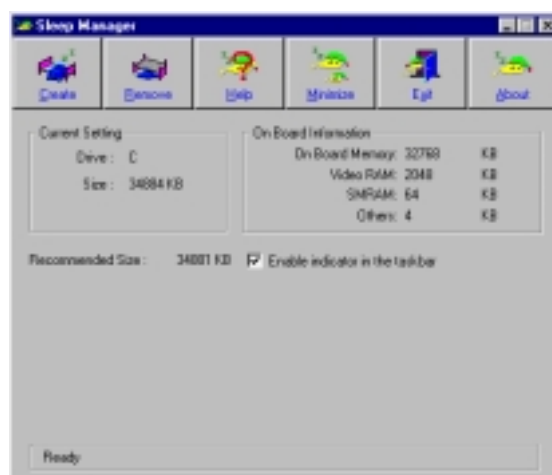 Sleep Manager
Create Remove Help Minimize Exit About
Current Setting
Drive : C
Size : 34884 KB
On Board Information
On Board Memory: 32768 KB
Video RAM: 2048 KB
SMRAM: 64 KB
Others: 4 KB
Recommended Size : 34881 KB Enable indicator in the taskbar
Ready